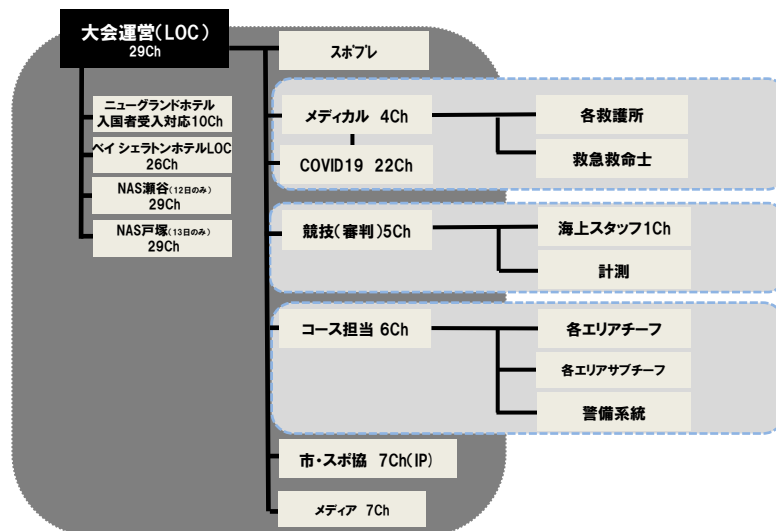 大会運営(LOC)
29Ch
ニューグランドホテル
入国者受入対応10Ch
ベイ シェラトンホテルLOC
26Ch
NAS瀬谷(12日のみ)
29Ch
NAS戸塚(13日のみ)
29Ch
スポプレ
メディカル 4Ch
COVID19 22Ch
各救護所
救急救命士
競技(審判)5Ch
海上スタッフ1Ch
計測
コース担当 6Ch
各エリアチーフ
各エリアサブチーフ
警備系統
市・スポ協 7Ch(IP)
メディア 7Ch